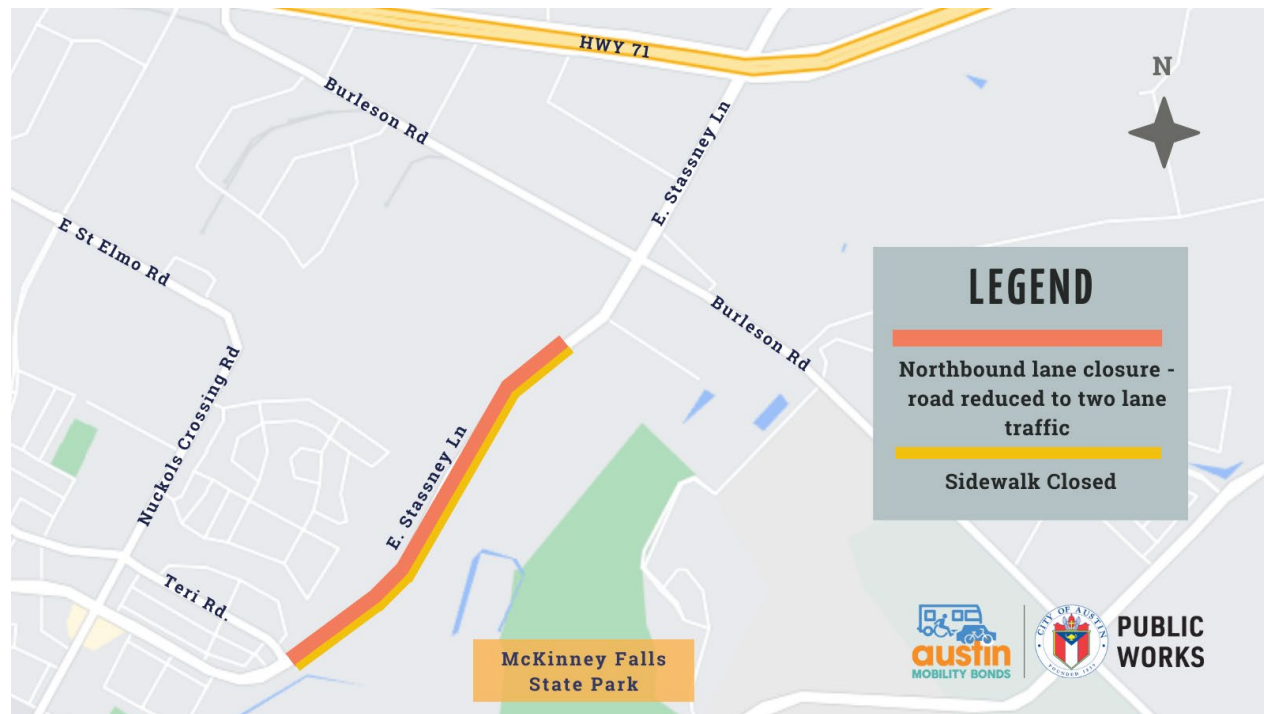 HWY 71
N
Burleson Rd
E. Stassney Ln
E St Elmo Rd
Burleson Rd
LEGEND
Northbound lane closure -
road reduced to two lane
traffic
Sidewalk Closed
Nuckols Crossing Rd
E. Stassney Ln
Teri Rd.
McKinney Falls
State Park
austin
MOBILITY BONDS
CITY OF AUSTIN
FOUNDED 1839
PUBLIC
WORKS